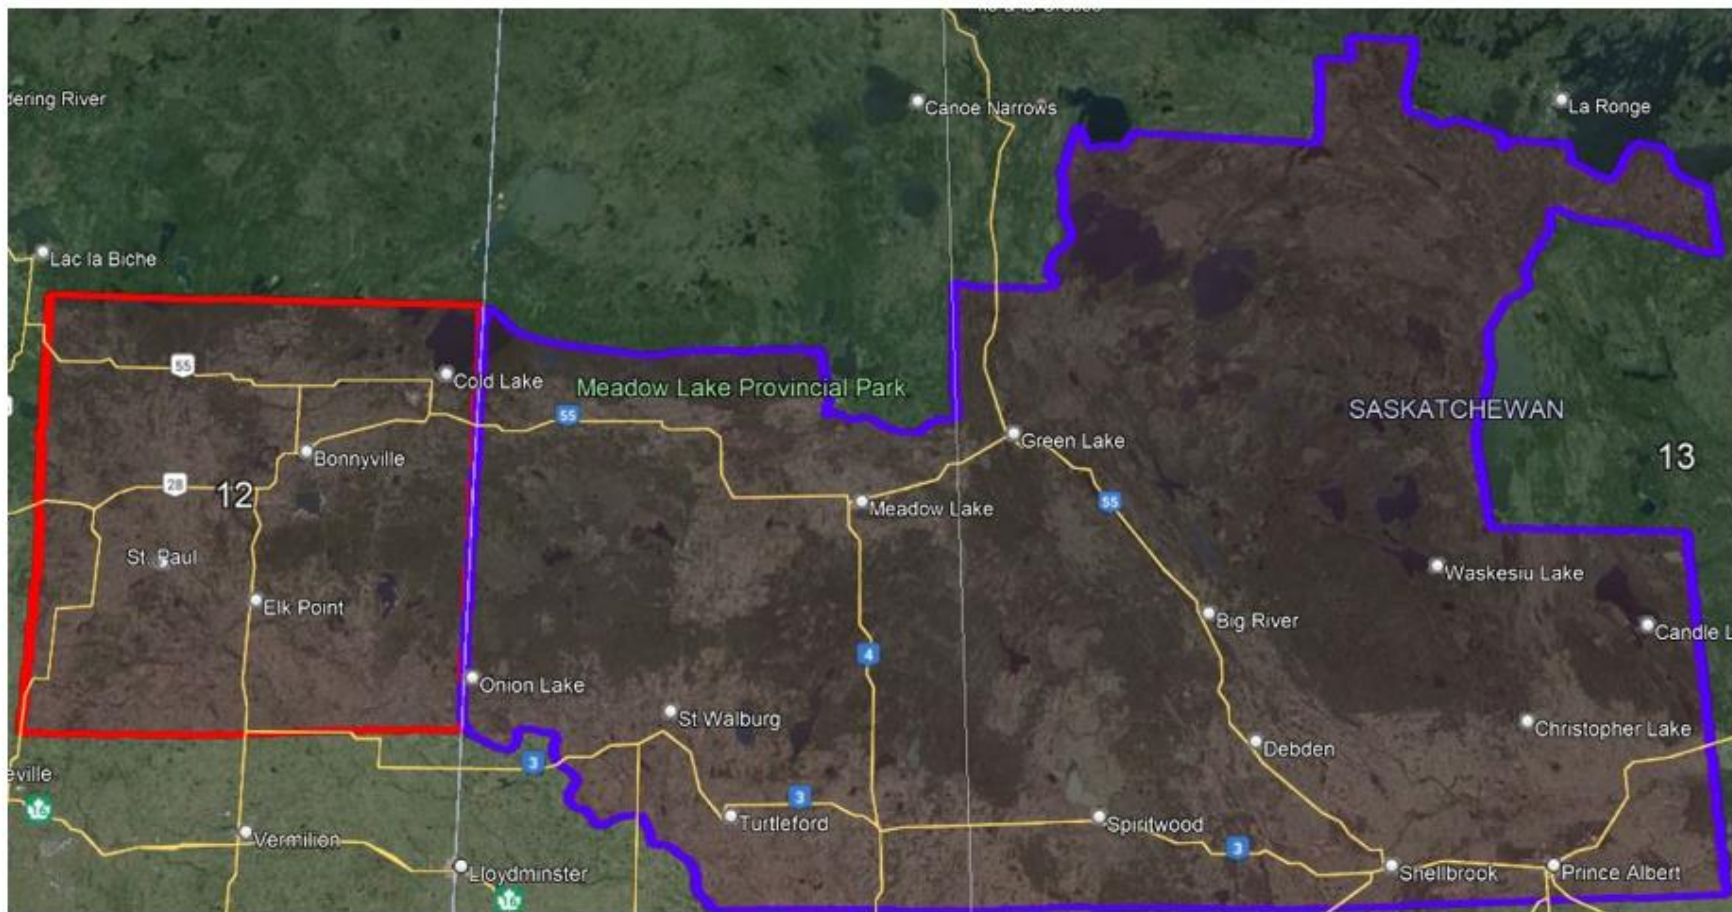 dering River
Canoe Narrows
La Ronge
Lac la Biche
55
Cold Lake
Meadow Lake Provincial Park
55
SASKATCHEWAN
Green Lake
Bonnyville
13
28
12
Meadow Lake
55
St. Paul
Waskesiu Lake
Elk Point
Big River
Candle L
4
Onion Lake
St Walburg
Christopher Lake
Debden
3
eville
16
3
Turtleford
Spiritwood
Vermilion
3
Lloydminster
Shellbrook
Prince Albert
16